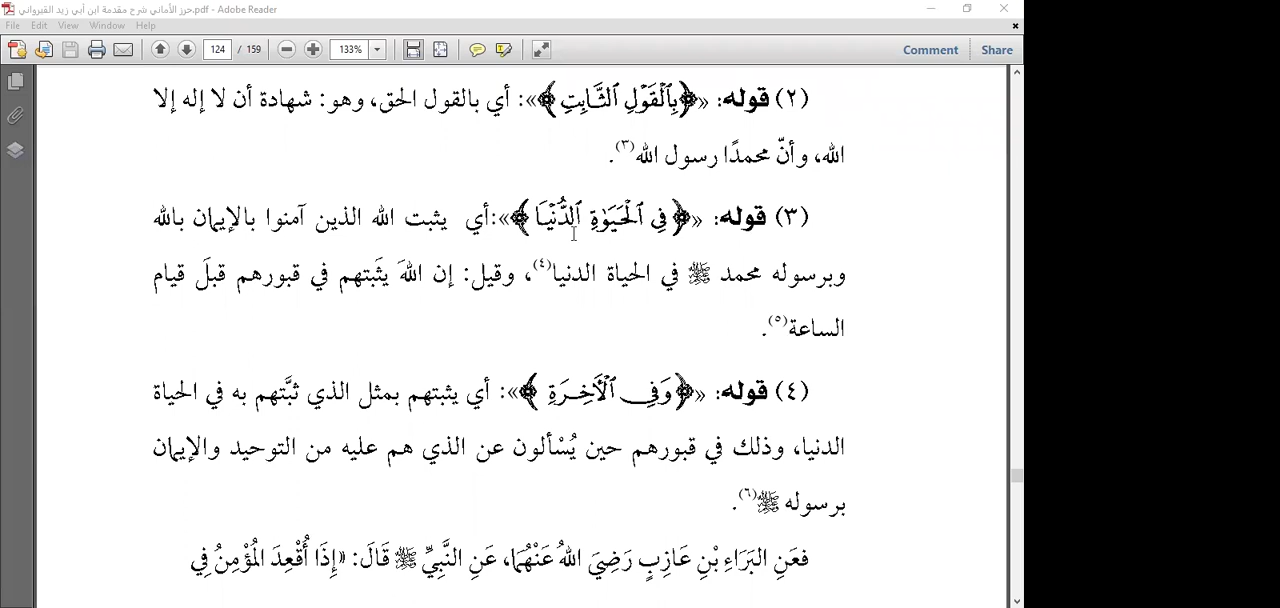 حرز الأماني شرح مقدمة ابن أبي زيد القيرواني.pdf - Adobe Reader
File Edit View Window Help
124 / 159 133% Comment Share
(٢) قوله: «﴿بِٱلۡقَوۡلِ ٱلثَّابِتِ﴾»: أي بالقول الحق، وهو: شهادة أن لا إله إلا
الله، وأنّ محمدًا رسول الله(٣).
(٣) قوله: «﴿فِي ٱلۡحَيَوٰةِ ٱلدُّنۡيَا﴾»:أي يثبت الله الذين آمنوا بالإيمان بالله
وبرسوله محمد ﷺ في الحياة الدنيا(٤)، وقيل: إن اللهَ يثَبتهم في قبورهم قبلَ قيام
الساعة(٥).
(٤) قوله: «﴿وَفِي ٱلۡأٓخِرَةِ ﴾»: أي يثبتهم بمثل الذي ثبَّتهم به في الحياة
الدنيا، وذلك في قبورهم حين يُسْألون عن الذي هم عليه من التوحيد والإيمان
برسوله ﷺ(٦).
فعَنِ البَرَاءِ بْنِ عَازِبٍ رَضِيَ اللهُ عَنْهُمَا، عَنِ النَّبِيِّ ﷺ قَالَ: «إِذَا أُقْعِدَ المُؤْمِنُ فِي